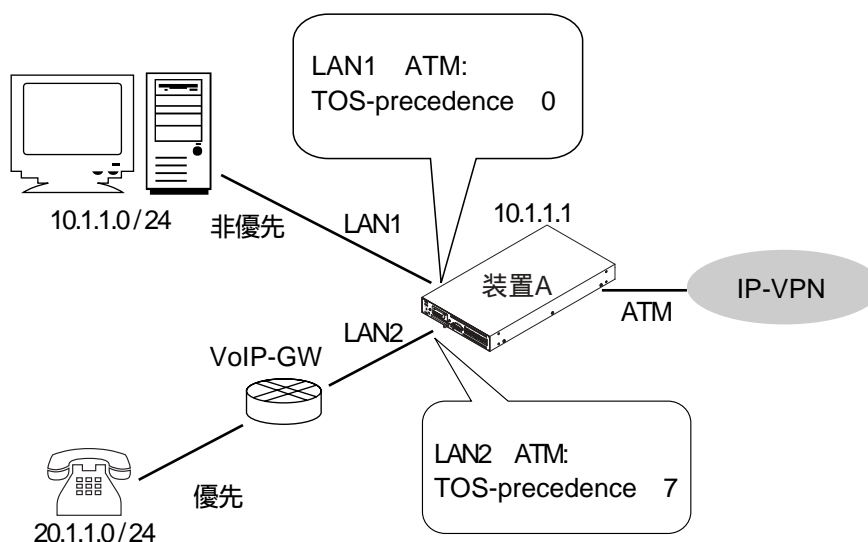 LAN1 ATM:
TOS-precedence 0
10.1.1.0/24
非優先
LAN1
10.1.1.1
装置A
IP-VPN
ATM
LAN2
VoIP-GW
LAN2 ATM:
TOS-precedence 7
優先
20.1.1.0/24